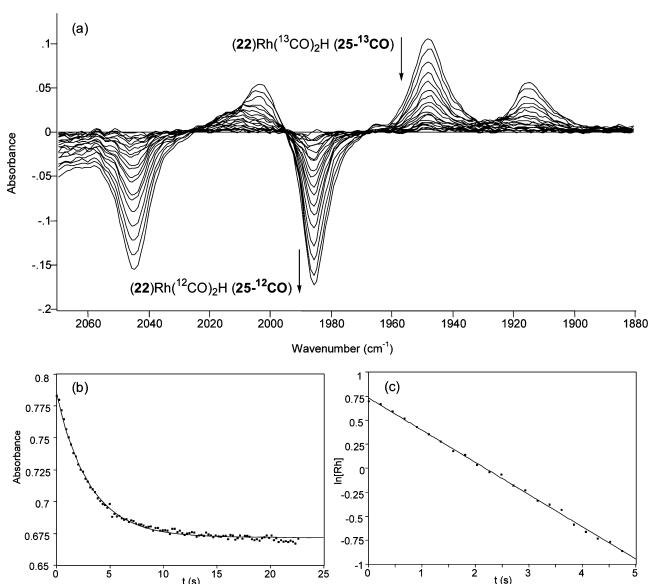 (a)
(22)Rh(¹³CO)₂H (25-¹³CO)
.1
.05
0
-.05
-.1
-.15
-.2
Absorbance
(22)Rh(¹²CO)₂H (25-¹²CO)
2060 2040 2020 2000 1980 1960 1940 1920 1900 1880
Wavenumber (cm⁻¹)
(b)
0.8
0.775
0.75
0.725
0.7
0.675
0.65
Absorbance
0 5 10 15 20 25
t (s)
(c)
1
0.75
0.5
0.25
0
-0.25
-0.5
-0.75
-1
ln[Rh]
0 1 2 3 4 5
t (s)